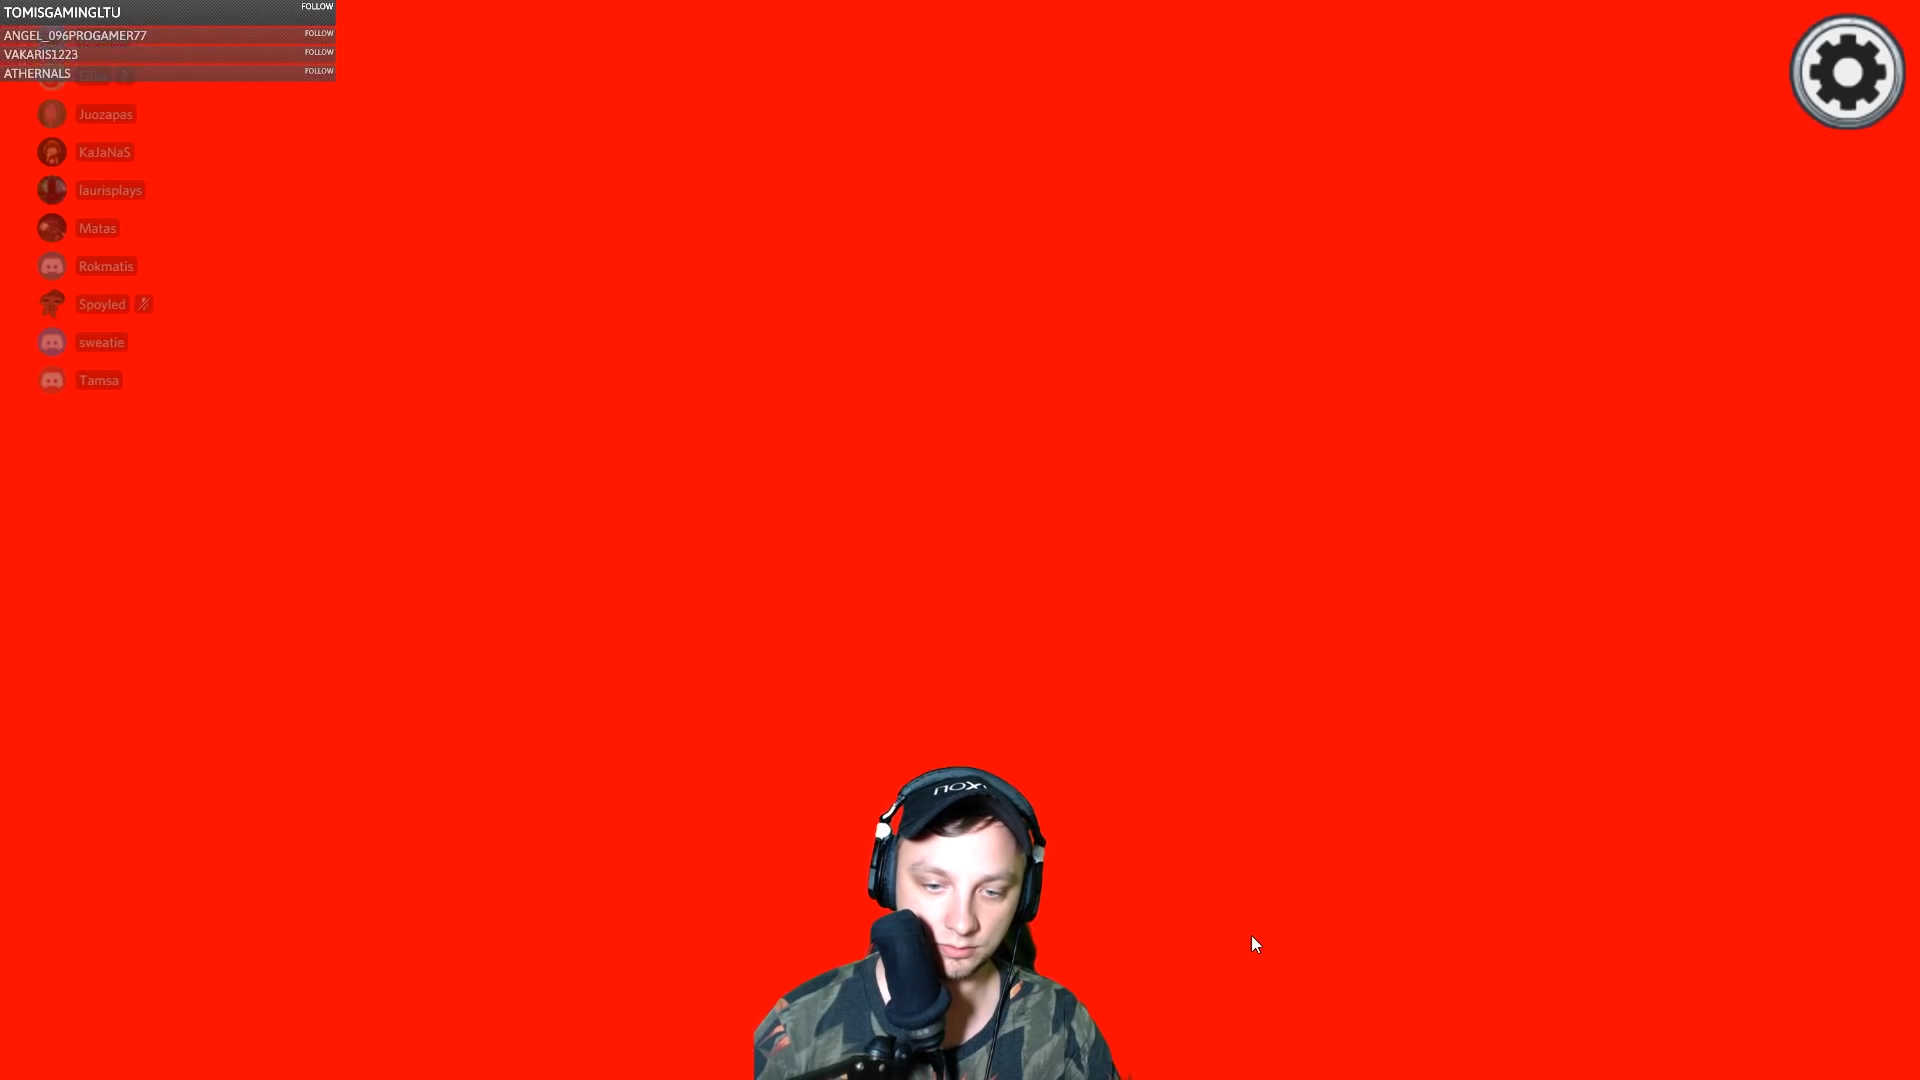 TOMISGAMINGLTU FOLLOW
ANGEL_096PROGAMER77 FOLLOW
VAKARIS1223 FOLLOW
ATHERNALS FOLLOW
Juozapas
KaJaNaS
laurisplays
Matas
Rokmatis
Spoyled
sweatie
Tamsa
nox